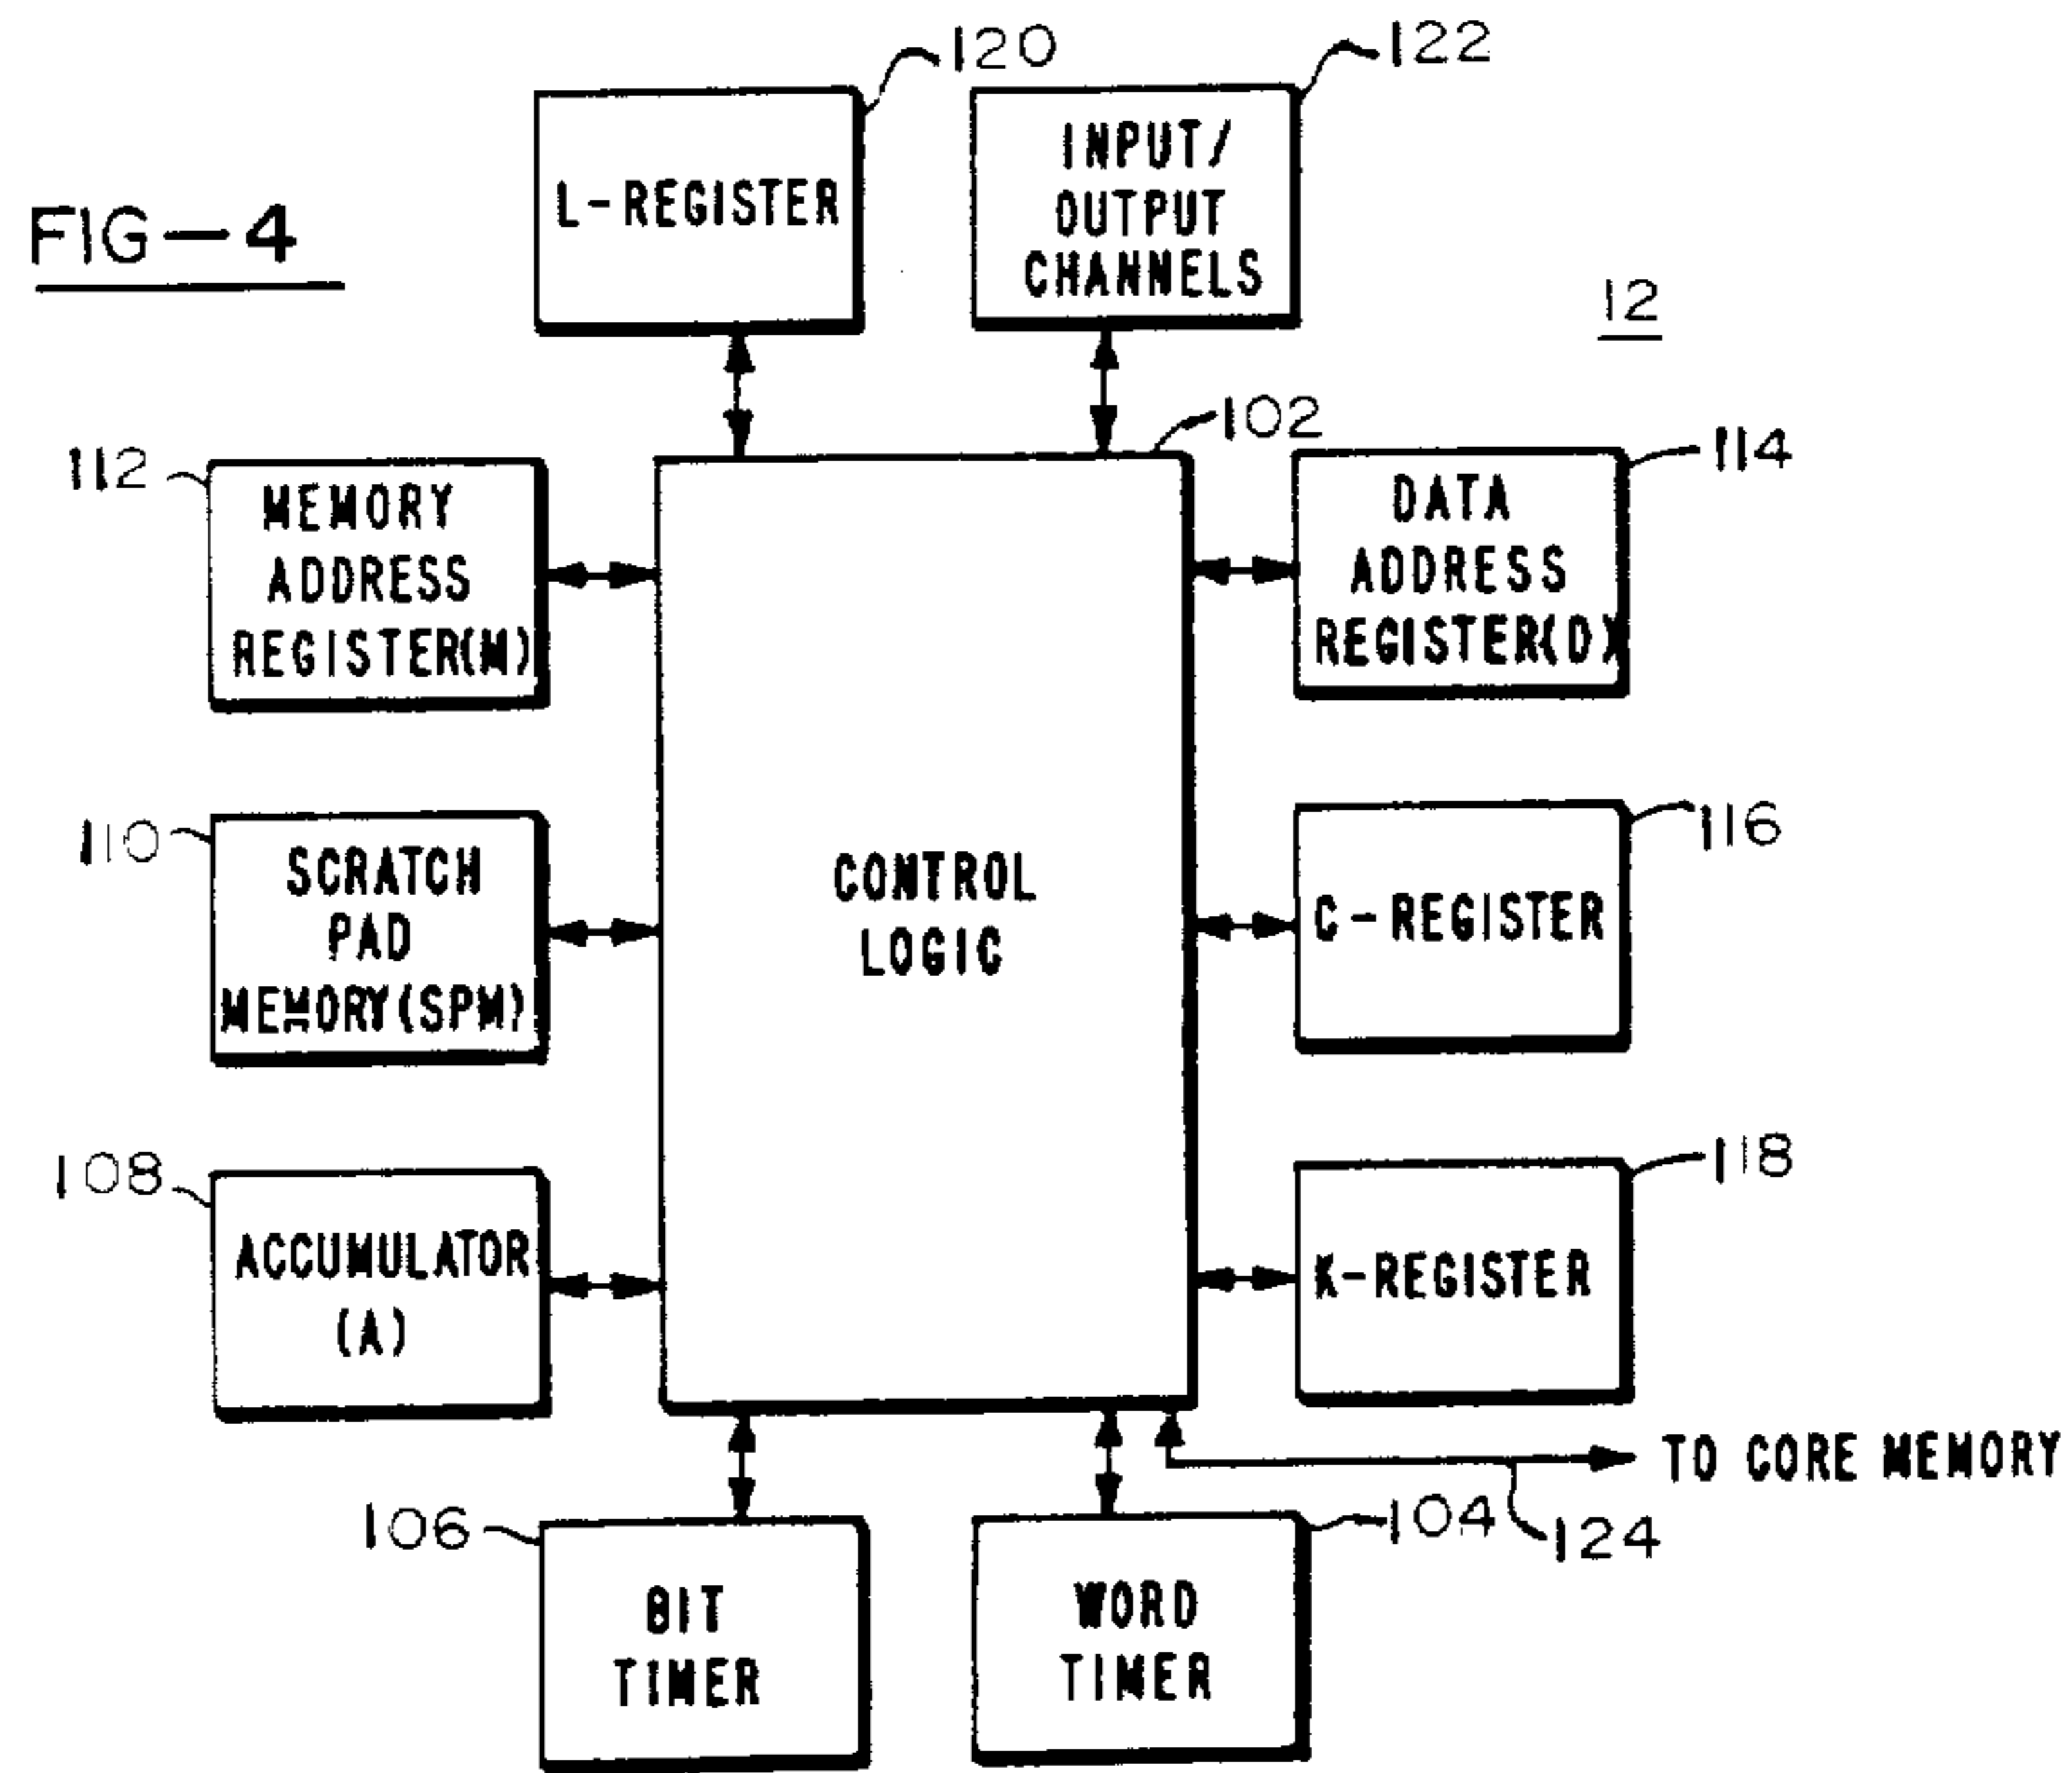 FIG-4
120
122
L-REGISTER
INPUT/
OUTPUT
CHANNELS
12
102
112
MEMORY
ADDRESS
REGISTER(M)
114
DATA
ADDRESS
REGISTER(D)
110
SCRATCH
PAD
MEMORY(SPM)
CONTROL
LOGIC
116
C-REGISTER
108
ACCUMULATOR
(A)
118
K-REGISTER
TO CORE MEMORY
124
106
BIT
TIMER
104
WORD
TIMER